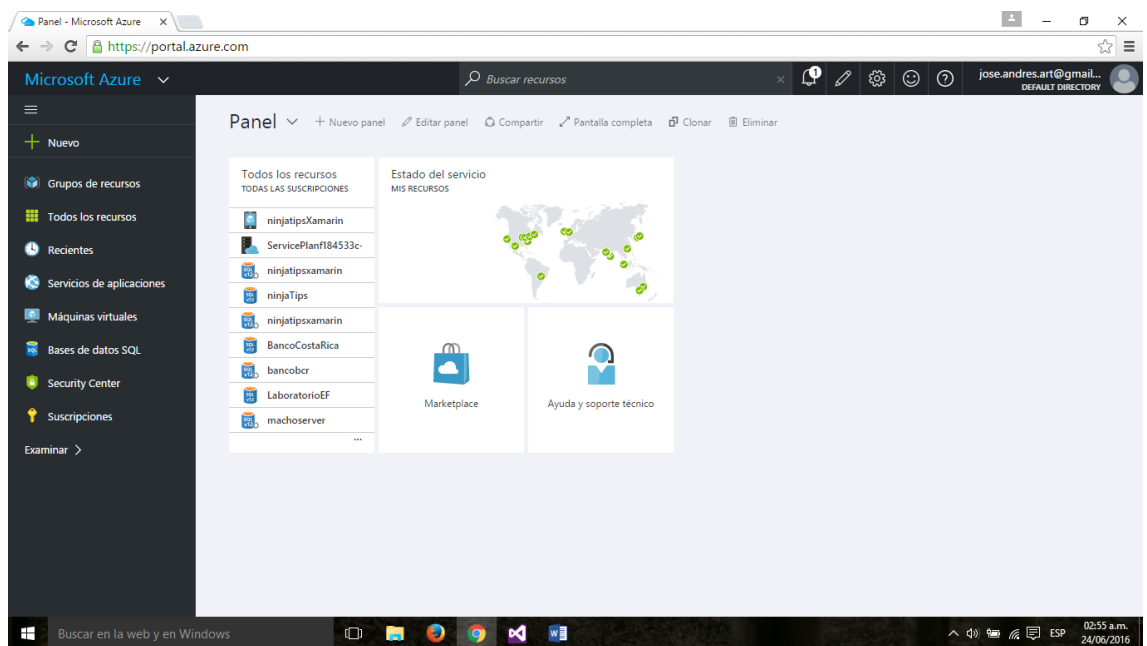 Panel - Microsoft Azure
https://portal.azure.com
Microsoft Azure
Buscar recursos
1
jose.andres.art@gmail...
DEFAULT DIRECTORY
Nuevo
Grupos de recursos
Todos los recursos
Recientes
Servicios de aplicaciones
Máquinas virtuales
Bases de datos SQL
Security Center
Suscripciones
Examinar
Panel
Nuevo panel
Editar panel
Compartir
Pantalla completa
Clonar
Eliminar
Todos los recursos
TODAS LAS SUSCRIPCIONES
ninjatipsXamarin
ServicePlanf184533c-
ninjatipsxamarin
ninjaTips
ninjatipsxamarin
BancoCostaRica
bancobcr
LaboratorioEF
machoserver
...
Estado del servicio
MIS RECURSOS
Marketplace
Ayuda y soporte técnico
Buscar en la web y en Windows
ESP
02:55 a.m.
24/06/2016